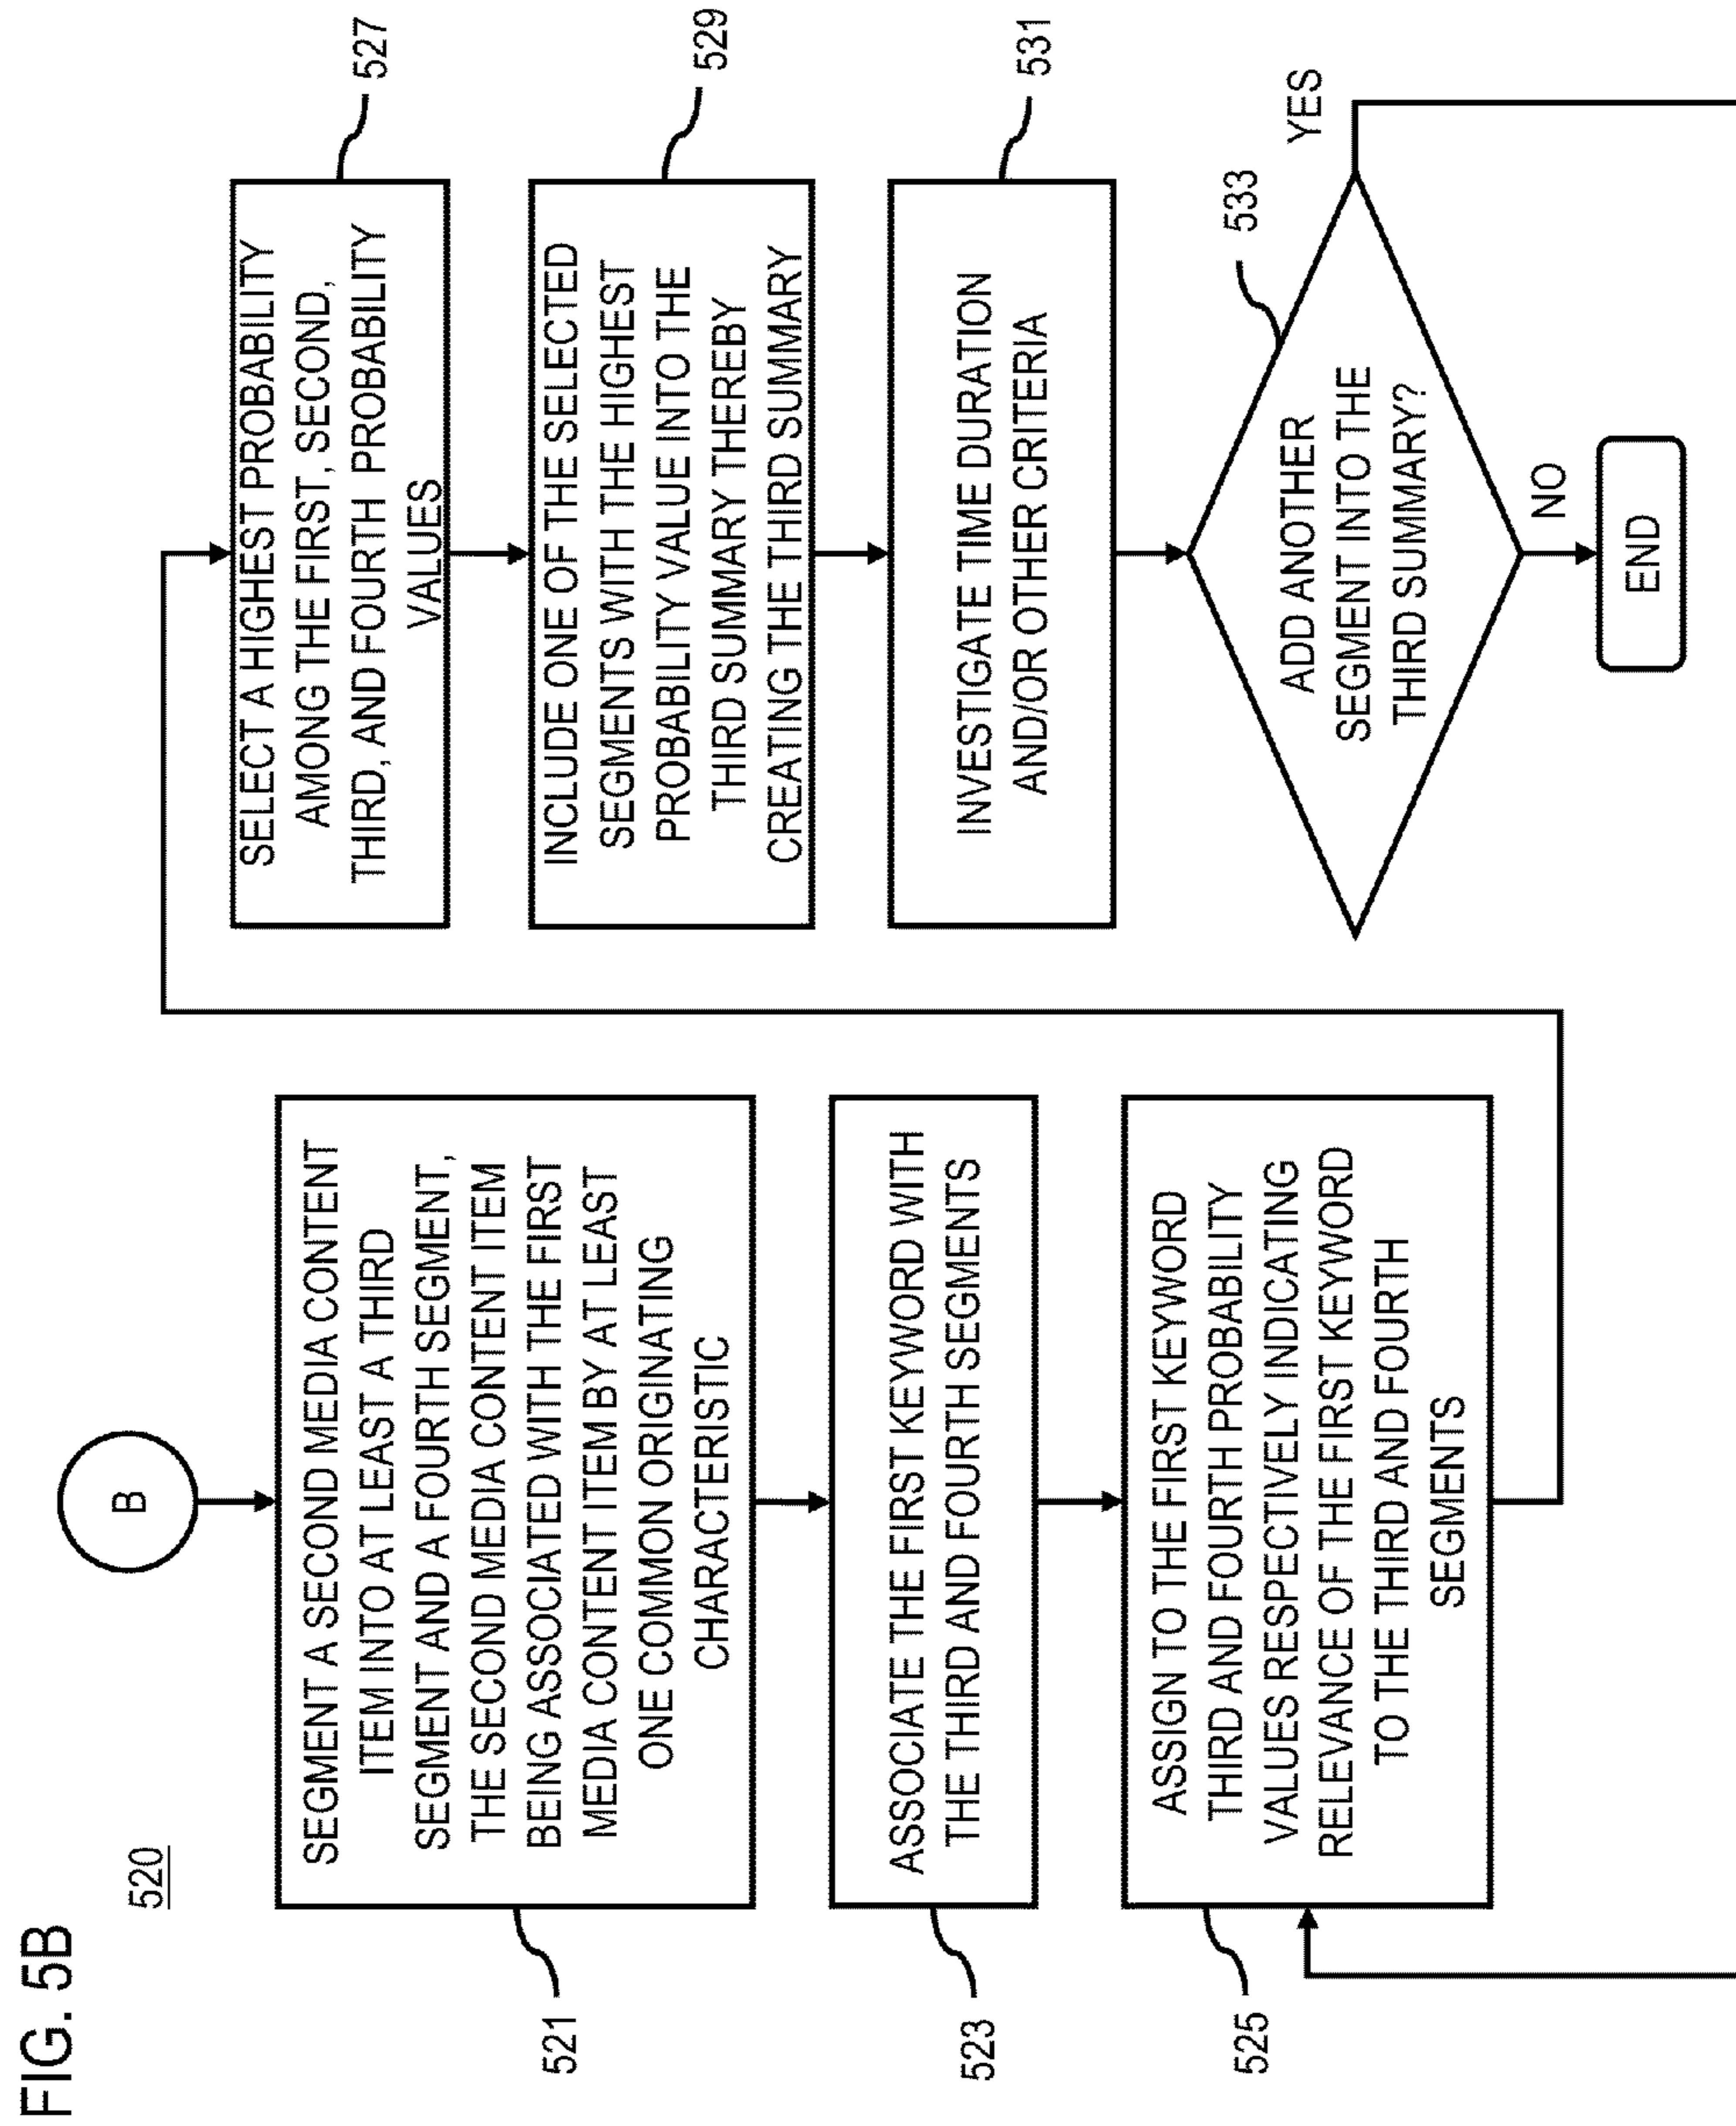 FIG. 5B
520
B
SEGMENT A SECOND MEDIA CONTENT
ITEM INTO AT LEAST A THIRD
SEGMENT AND A FOURTH SEGMENT,
THE SECOND MEDIA CONTENT ITEM
BEING ASSOCIATED WITH THE FIRST
MEDIA CONTENT ITEM BY AT LEAST
ONE COMMON ORIGINATING
CHARACTERISTIC
521
ASSOCIATE THE FIRST KEYWORD WITH
THE THIRD AND FOURTH SEGMENTS
523
ASSIGN TO THE FIRST KEYWORD
THIRD AND FOURTH PROBABILITY
VALUES RESPECTIVELY INDICATING
RELEVANCE OF THE FIRST KEYWORD
TO THE THIRD AND FOURTH
SEGMENTS
525
SELECT A HIGHEST PROBABILITY
AMONG THE FIRST, SECOND,
THIRD, AND FOURTH PROBABILITY
VALUES
527
INCLUDE ONE OF THE SELECTED
SEGMENTS WITH THE HIGHEST
PROBABILITY VALUE INTO THE
THIRD SUMMARY THEREBY
CREATING THE THIRD SUMMARY
529
INVESTIGATE TIME DURATION
AND/OR OTHER CRITERIA
531
533
ADD ANOTHER
SEGMENT INTO THE
THIRD SUMMARY?
YES
NO
END